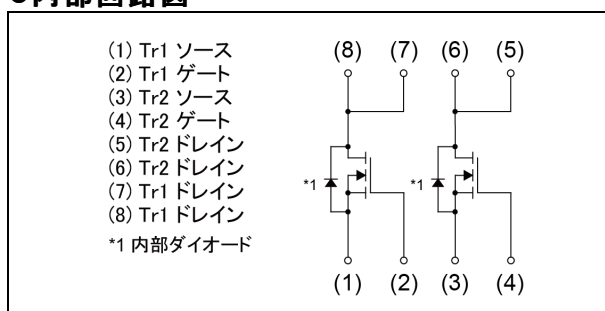 ●内部回路図
(1) Tr1 ソース
(2) Tr1 ゲート
(3) Tr2 ソース
(4) Tr2 ゲート
(5) Tr2 ドレイン
(6) Tr2 ドレイン
(7) Tr1 ドレイン
(8) Tr1 ドレイン
*1 内部ダイオード
(8) (7) (6) (5)
*1 *1
(1) (2) (3) (4)